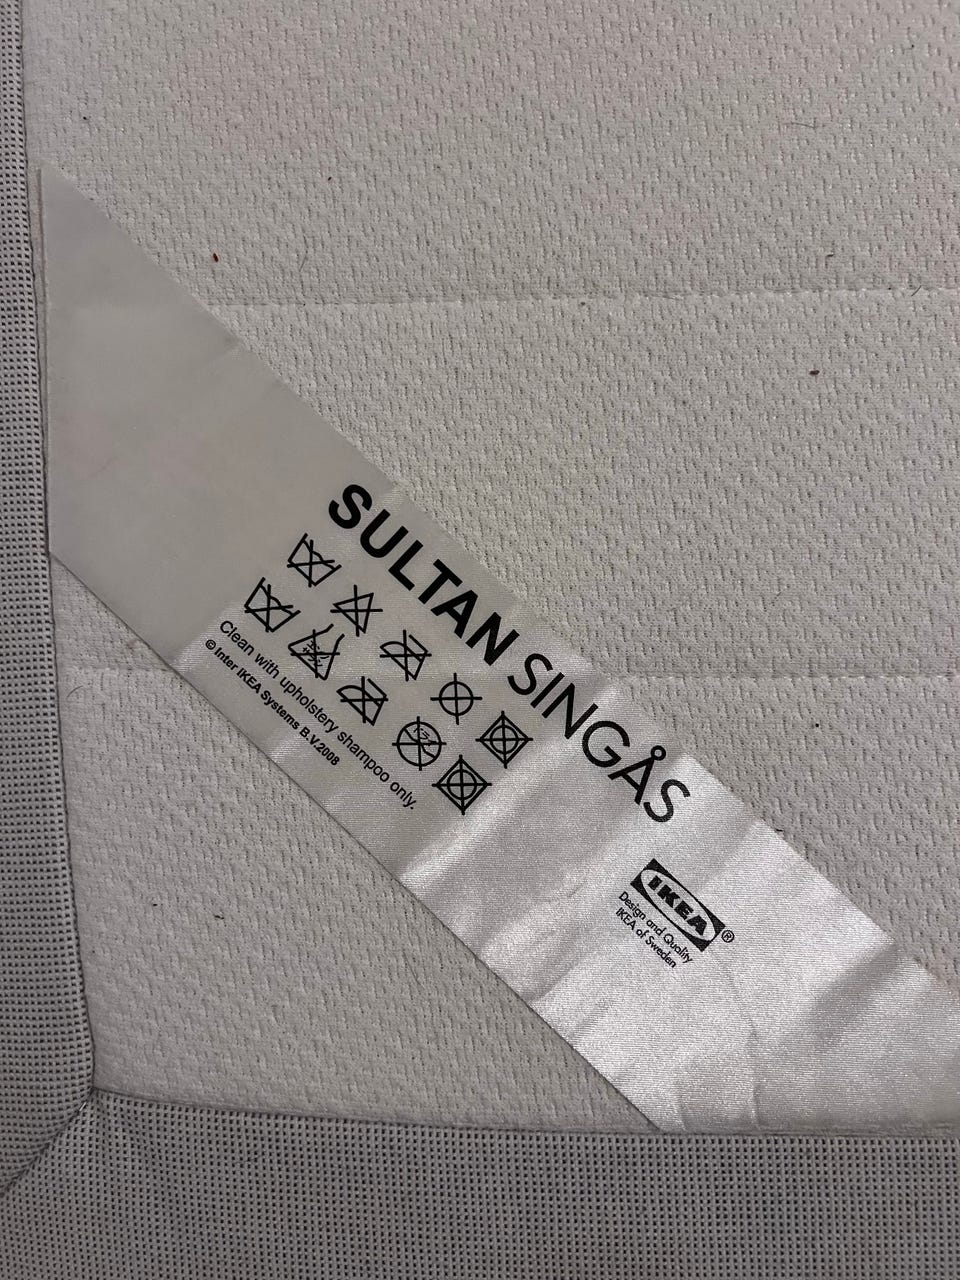 SULTAN SINGÅS
Clean with upholstery shampoo only.
© Inter IKEA Systems B.V.2008
IKEA®
Design and Quality
IKEA of Sweden